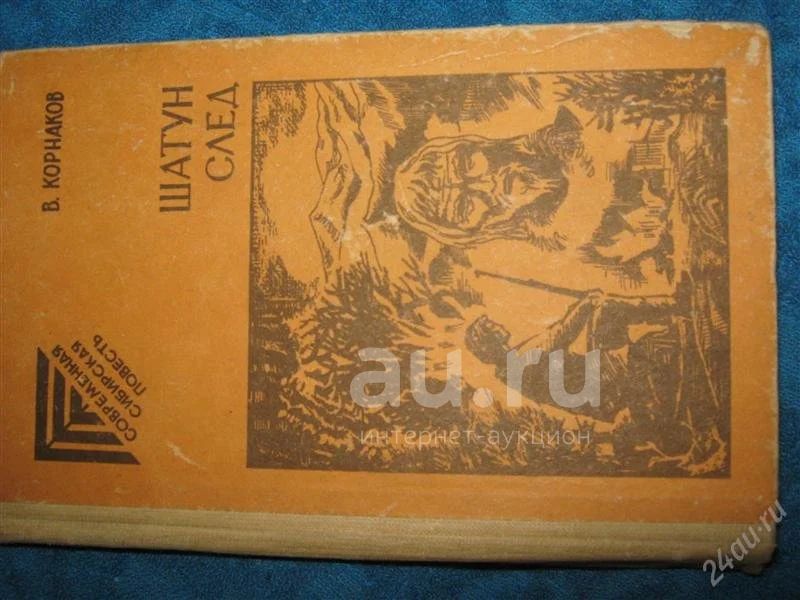 В. КОРНАКОВ
ШАТУН
СЛЕД
СОВРЕМЕННАЯ
СИБИРСКАЯ
ПОВЕСТЬ
au.ru
интернет-аукцион
24au.ru